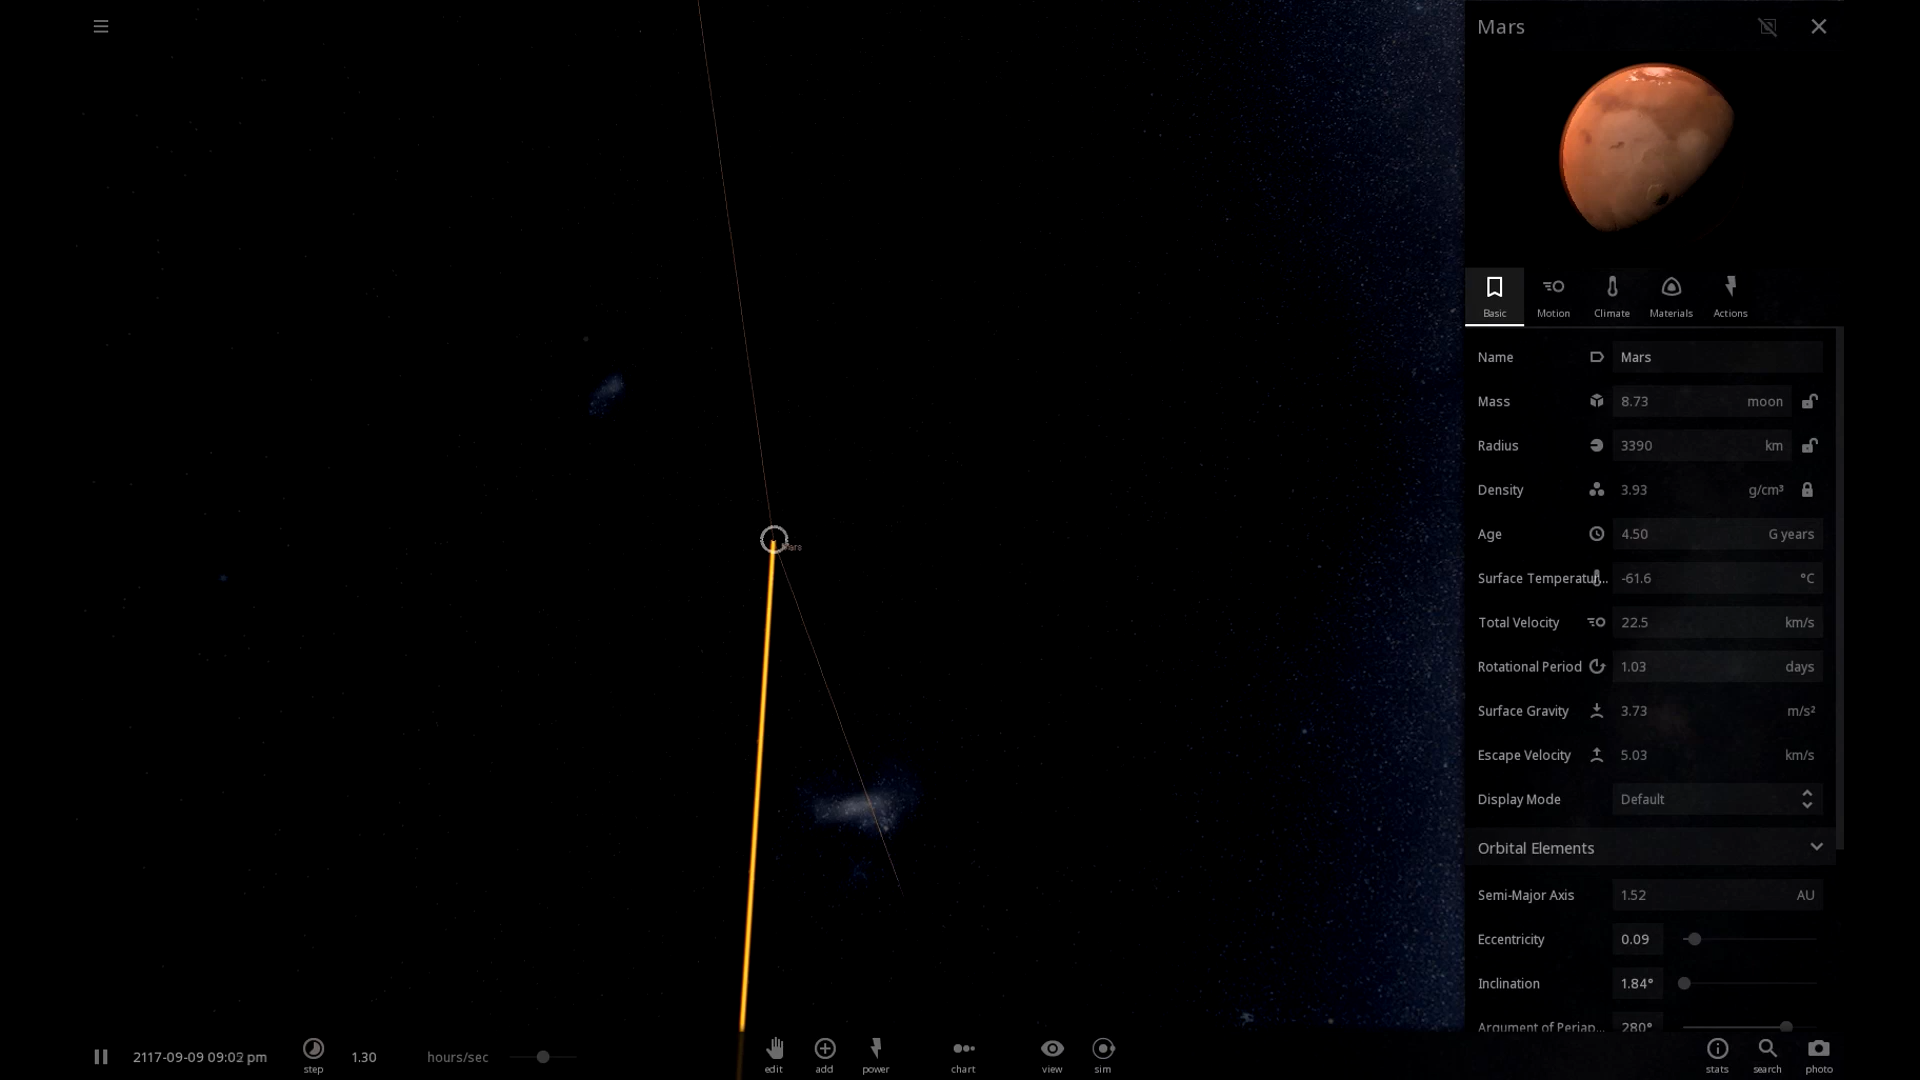 Mars
Basic
Motion
Climate
Materials
Actions
Name Mars
Mass 8.73 moon
Radius 3390 km
Density 3.93 g/cm³
Age 4.50 G years
Surface Temperatur... -61.6 °C
Total Velocity 22.5 km/s
Rotational Period 1.03 days
Surface Gravity 3.73 m/s²
Escape Velocity 5.03 km/s
Display Mode Default
Orbital Elements
Semi-Major Axis 1.52 AU
Eccentricity 0.09
Inclination 1.84°
Argument of Periap... 280°
Mars
2117-09-09 09:02 pm
step
1.30 hours/sec
edit
add
power
chart
view
sim
stats
search
photo